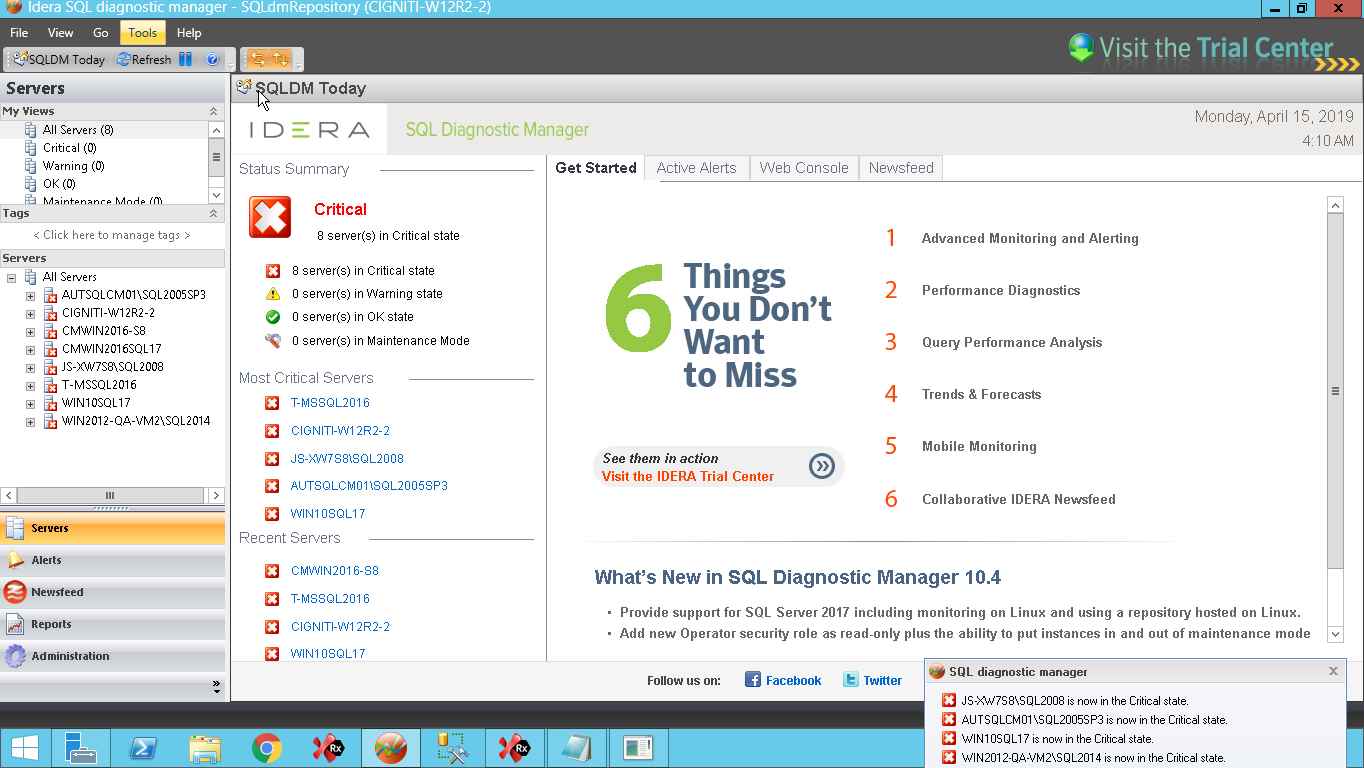 Idera SQL diagnostic manager - SQLdmRepository (CIGNITI-W12R2-2)
File View Go Tools Help
SQLDM Today Refresh
Visit the Trial Center
Servers
My Views
All Servers (8)
Critical (0)
Warning (0)
OK (0)
Maintenance Mode (0)
Tags
< Click here to manage tags >
Servers
All Servers
AUTSQLCM01\SQL2005SP3
CIGNITI-W12R2-2
CMWIN2016-S8
CMWIN2016SQL17
JS-XW7S8\SQL2008
T-MSSQL2016
WIN10SQL17
WIN2012-QA-VM2\SQL2014
Servers
Alerts
Newsfeed
Reports
Administration
SQLDM Today
IDERA
SQL Diagnostic Manager
Monday, April 15, 2019
4:10 AM
Status Summary
Critical
8 server(s) in Critical state
8 server(s) in Critical state
0 server(s) in Warning state
0 server(s) in OK state
0 server(s) in Maintenance Mode
Most Critical Servers
T-MSSQL2016
CIGNITI-W12R2-2
JS-XW7S8\SQL2008
AUTSQLCM01\SQL2005SP3
WIN10SQL17
Recent Servers
CMWIN2016-S8
T-MSSQL2016
CIGNITI-W12R2-2
WIN10SQL17
Get Started Active Alerts Web Console Newsfeed
6 Things
You Don't
Want
to Miss
See them in action
Visit the IDERA Trial Center
1 Advanced Monitoring and Alerting
2 Performance Diagnostics
3 Query Performance Analysis
4 Trends & Forecasts
5 Mobile Monitoring
6 Collaborative IDERA Newsfeed
What's New in SQL Diagnostic Manager 10.4
• Provide support for SQL Server 2017 including monitoring on Linux and using a repository hosted on Linux.
• Add new Operator security role as read-only plus the ability to put instances in and out of maintenance mode
Follow us on: Facebook Twitter
SQL diagnostic manager
JS-XW7S8\SQL2008 is now in the Critical state.
AUTSQLCM01\SQL2005SP3 is now in the Critical state.
WIN10SQL17 is now in the Critical state.
WIN2012-QA-VM2\SQL2014 is now in the Critical state.
Rx
Rx